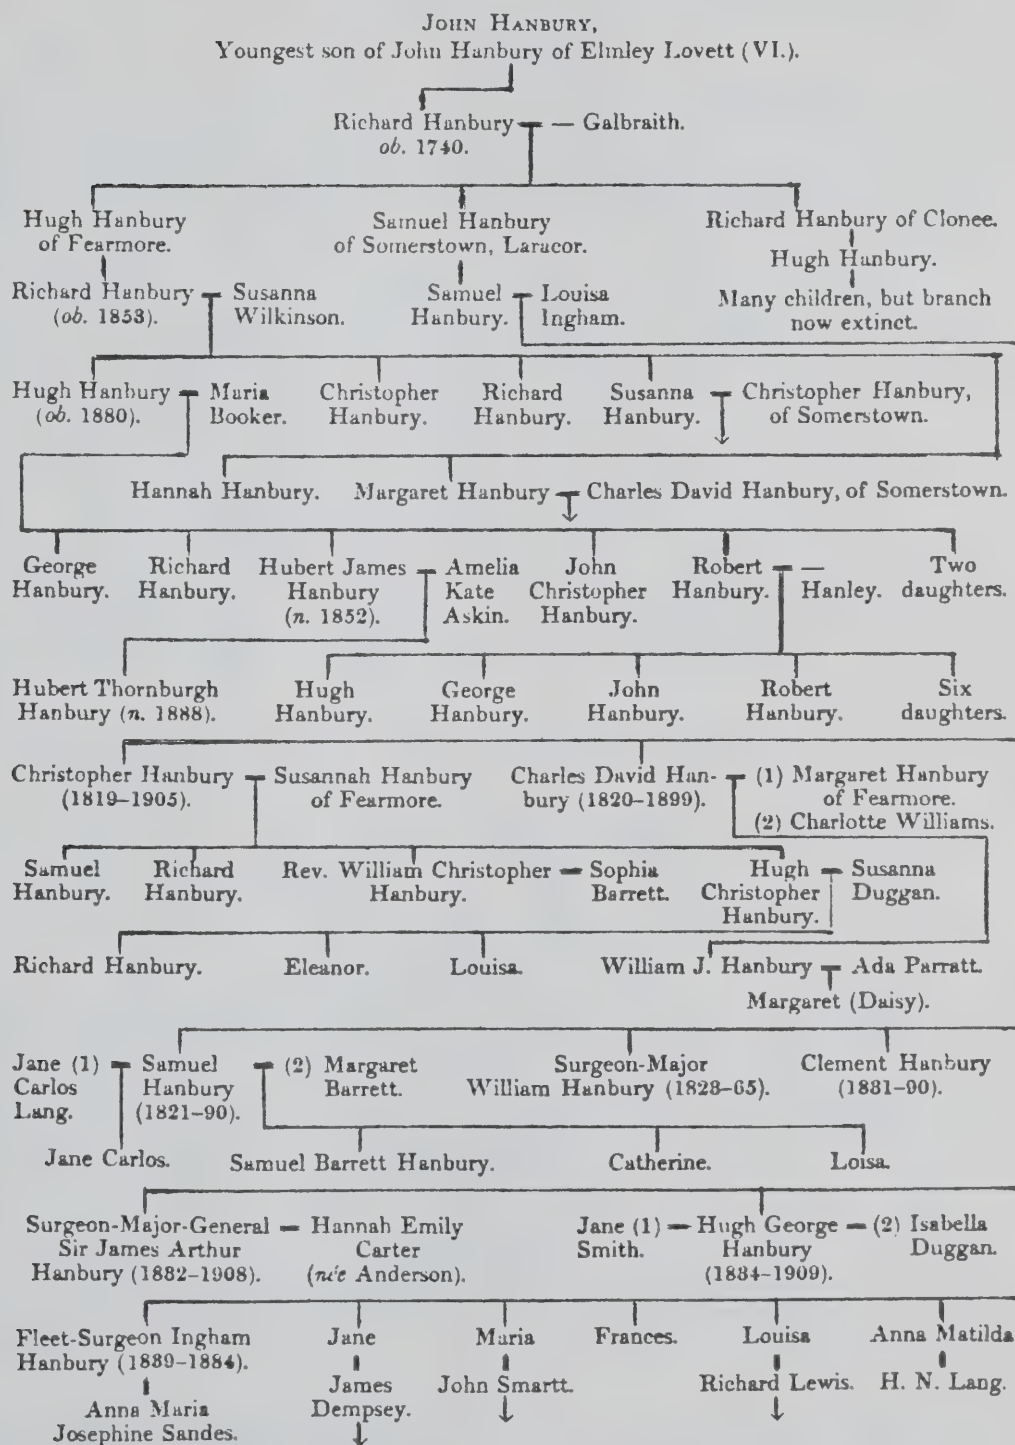 JOHN HANBURY,
Youngest son of John Hanbury of Elmley Lovett (VI.).
Richard Hanbury — Galbraith.
ob. 1740.
Hugh Hanbury
of Fearmore.
Samuel Hanbury
of Somerstown, Laracor.
Richard Hanbury of Clonee.
Hugh Hanbury.
Many children, but branch
now extinct.
Richard Hanbury
(ob. 1853).
Susanna
Wilkinson.
Samuel
Hanbury.
Louisa
Ingham.
Hugh Hanbury
(ob. 1880).
Maria
Booker.
Christopher
Hanbury.
Richard
Hanbury.
Susanna
Hanbury.
Christopher Hanbury,
of Somerstown.
Hannah Hanbury.
Margaret Hanbury
Charles David Hanbury, of Somerstown.
George
Hanbury.
Richard
Hanbury.
Hubert James
Hanbury
(n. 1852).
Amelia
Kate
Askin.
John
Christopher
Hanbury.
Robert
Hanbury.
—
Hanley.
Two
daughters.
Hubert Thornburgh
Hanbury (n. 1888).
Hugh
Hanbury.
George
Hanbury.
John
Hanbury.
Robert
Hanbury.
Six
daughters.
Christopher Hanbury
(1819–1905).
Susannah Hanbury
of Fearmore.
Charles David Han-
bury (1820–1899).
(1) Margaret Hanbury
of Fearmore.
(2) Charlotte Williams.
Samuel
Hanbury.
Richard
Hanbury.
Rev. William Christopher
Hanbury.
Sophia
Barrett.
Hugh
Christopher
Hanbury.
Susanna
Duggan.
Richard Hanbury.
Eleanor.
Louisa.
William J. Hanbury
Ada Parratt.
Margaret (Daisy).
Jane (1)
Carlos
Lang.
Samuel
Hanbury
(1821–90).
(2) Margaret
Barrett.
Surgeon-Major
William Hanbury (1828–65).
Clement Hanbury
(1831–90).
Jane Carlos.
Samuel Barrett Hanbury.
Catherine.
Loisa.
Surgeon-Major-General
Sir James Arthur
Hanbury (1832–1908).
Hannah Emily
Carter
(née Anderson).
Jane (1)
Smith.
Hugh George
Hanbury
(1834–1909).
(2) Isabella
Duggan.
Fleet-Surgeon Ingham
Hanbury (1839–1884).
Anna Maria
Josephine Sandes.
Jane
James
Dempsey.
Maria
John Smartt.
Frances.
Louisa
Richard Lewis.
Anna Matilda
H. N. Lang.